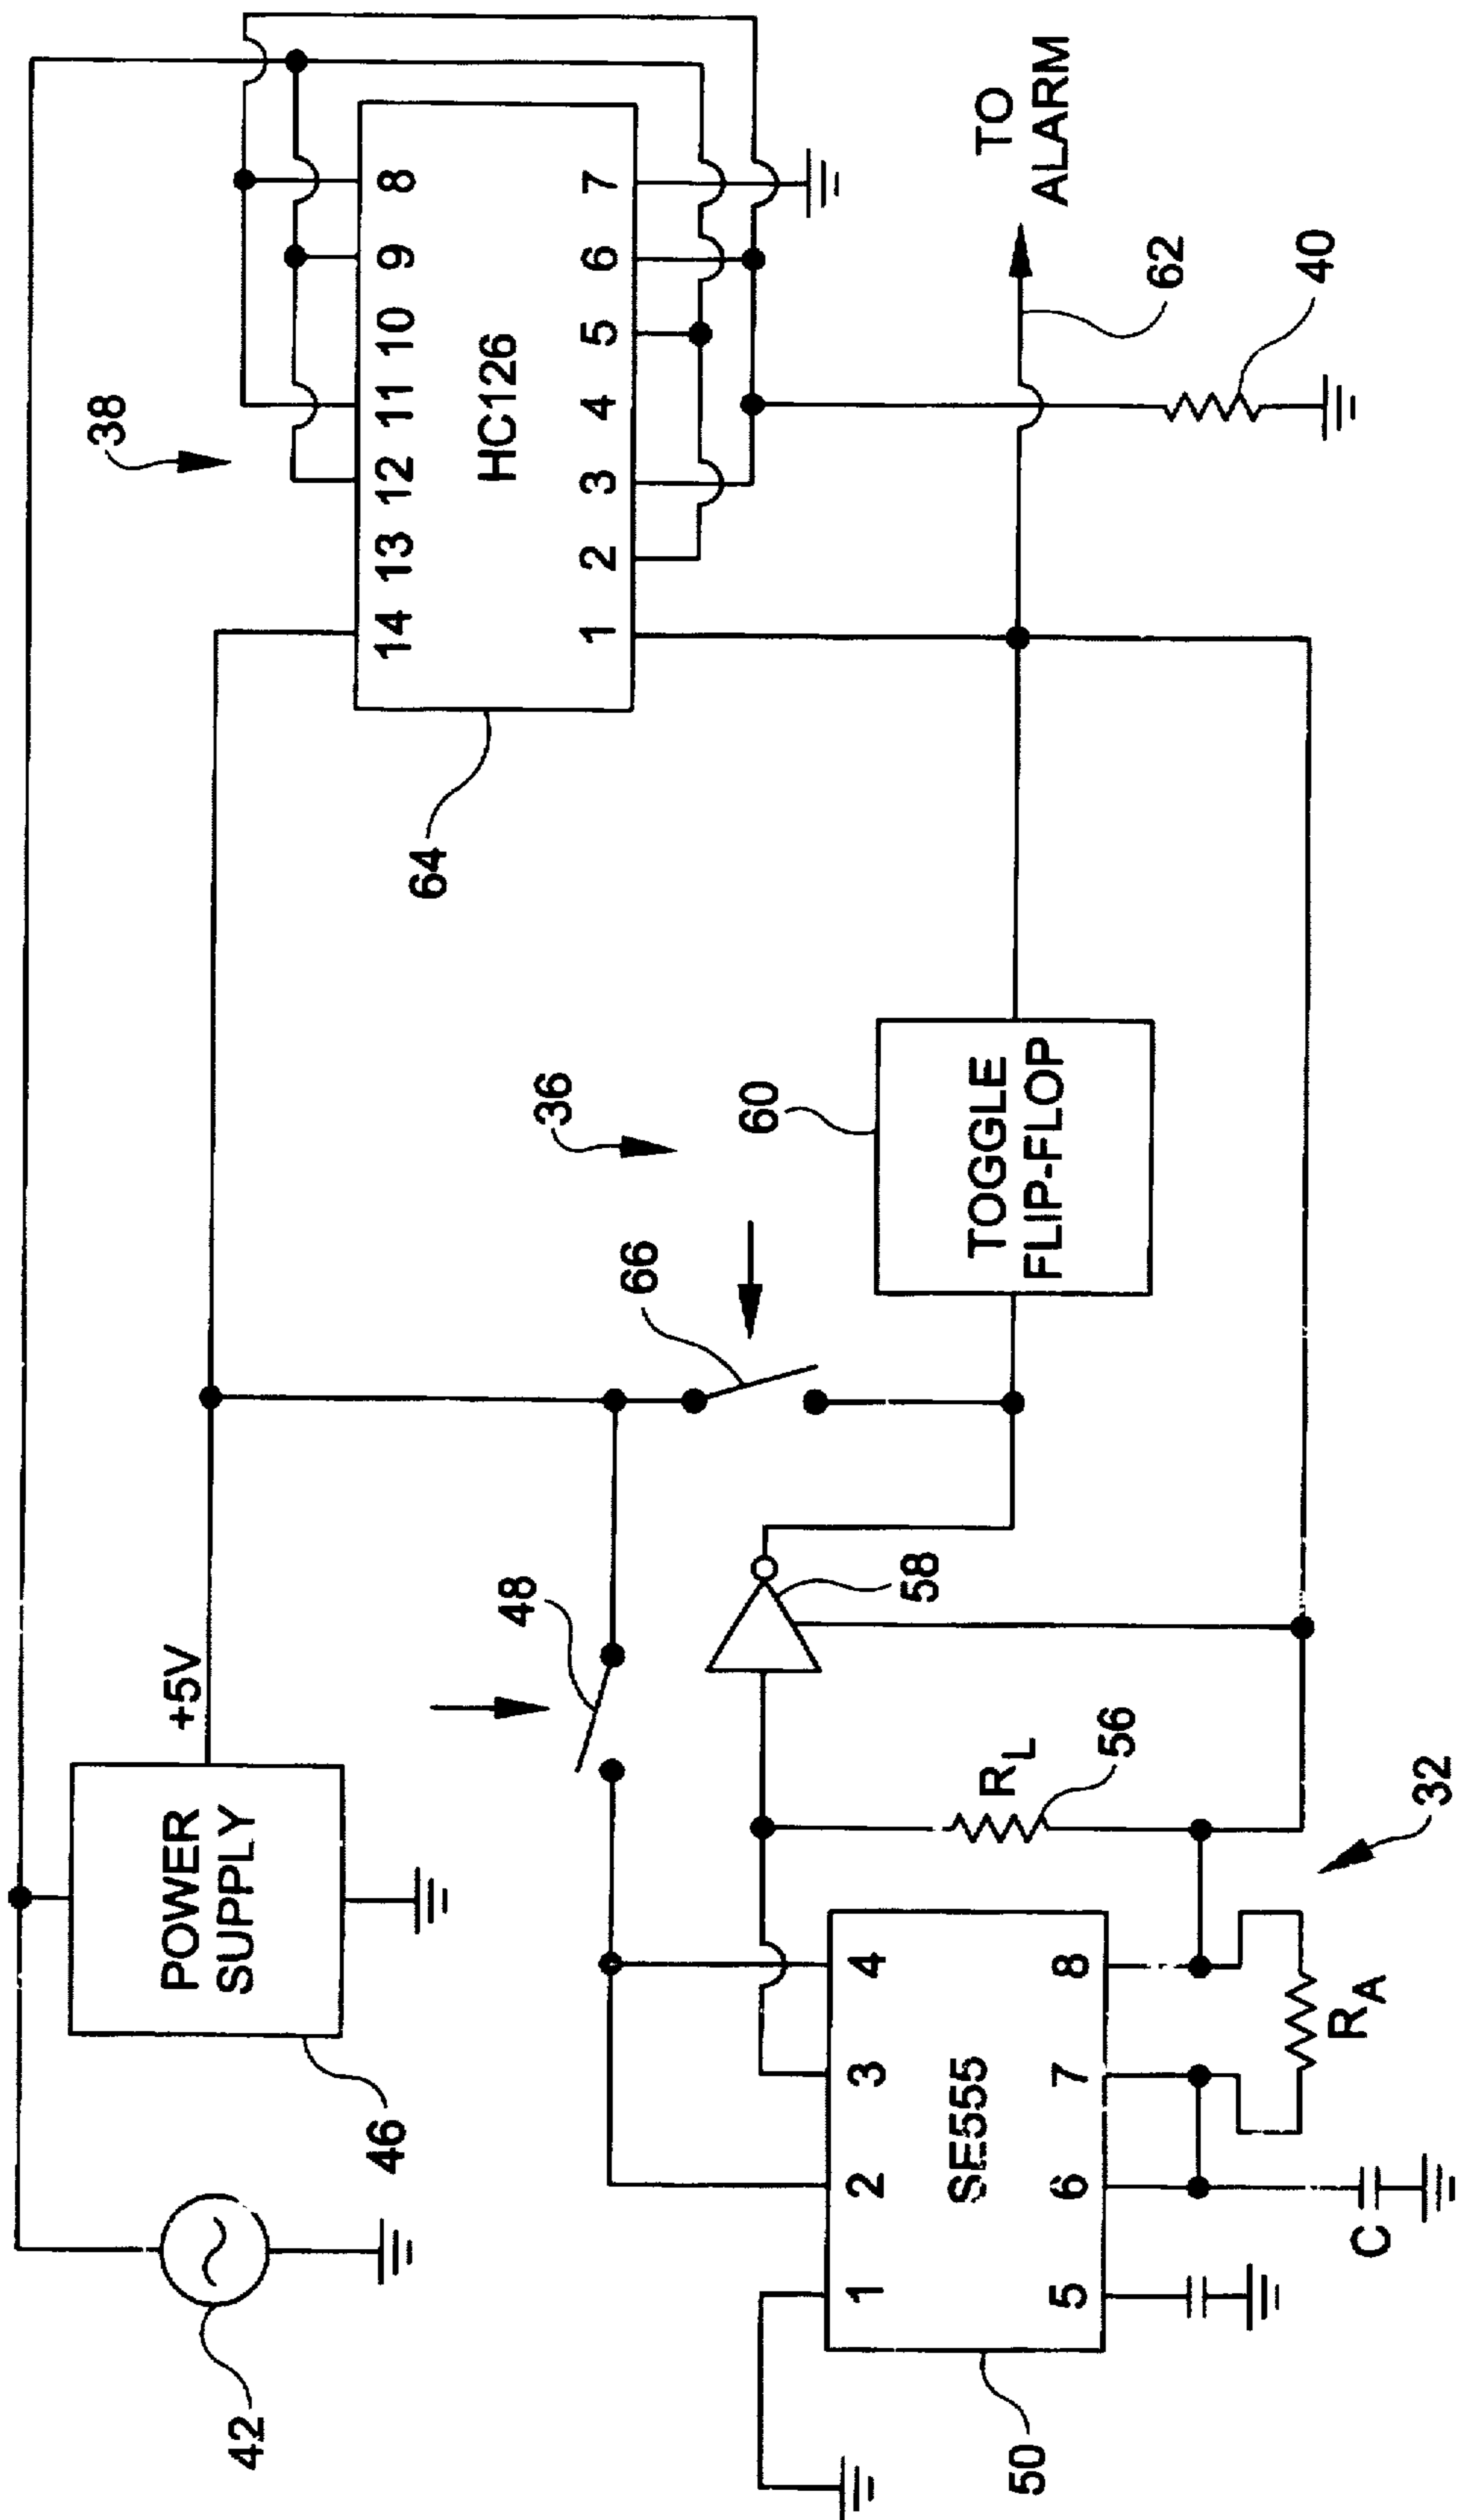 42
46
POWER
SUPPLY
+5V
48
66
36
38
64
14 13 12 11 10 9 8
HC126
1 2 3 4 5 6 7
58
60
TOGGLE
FLIP-FLOP
TO
ALARM
62
40
1 2 3 4
SE555
5 6 7 8
50
C
R A
R L
56
32